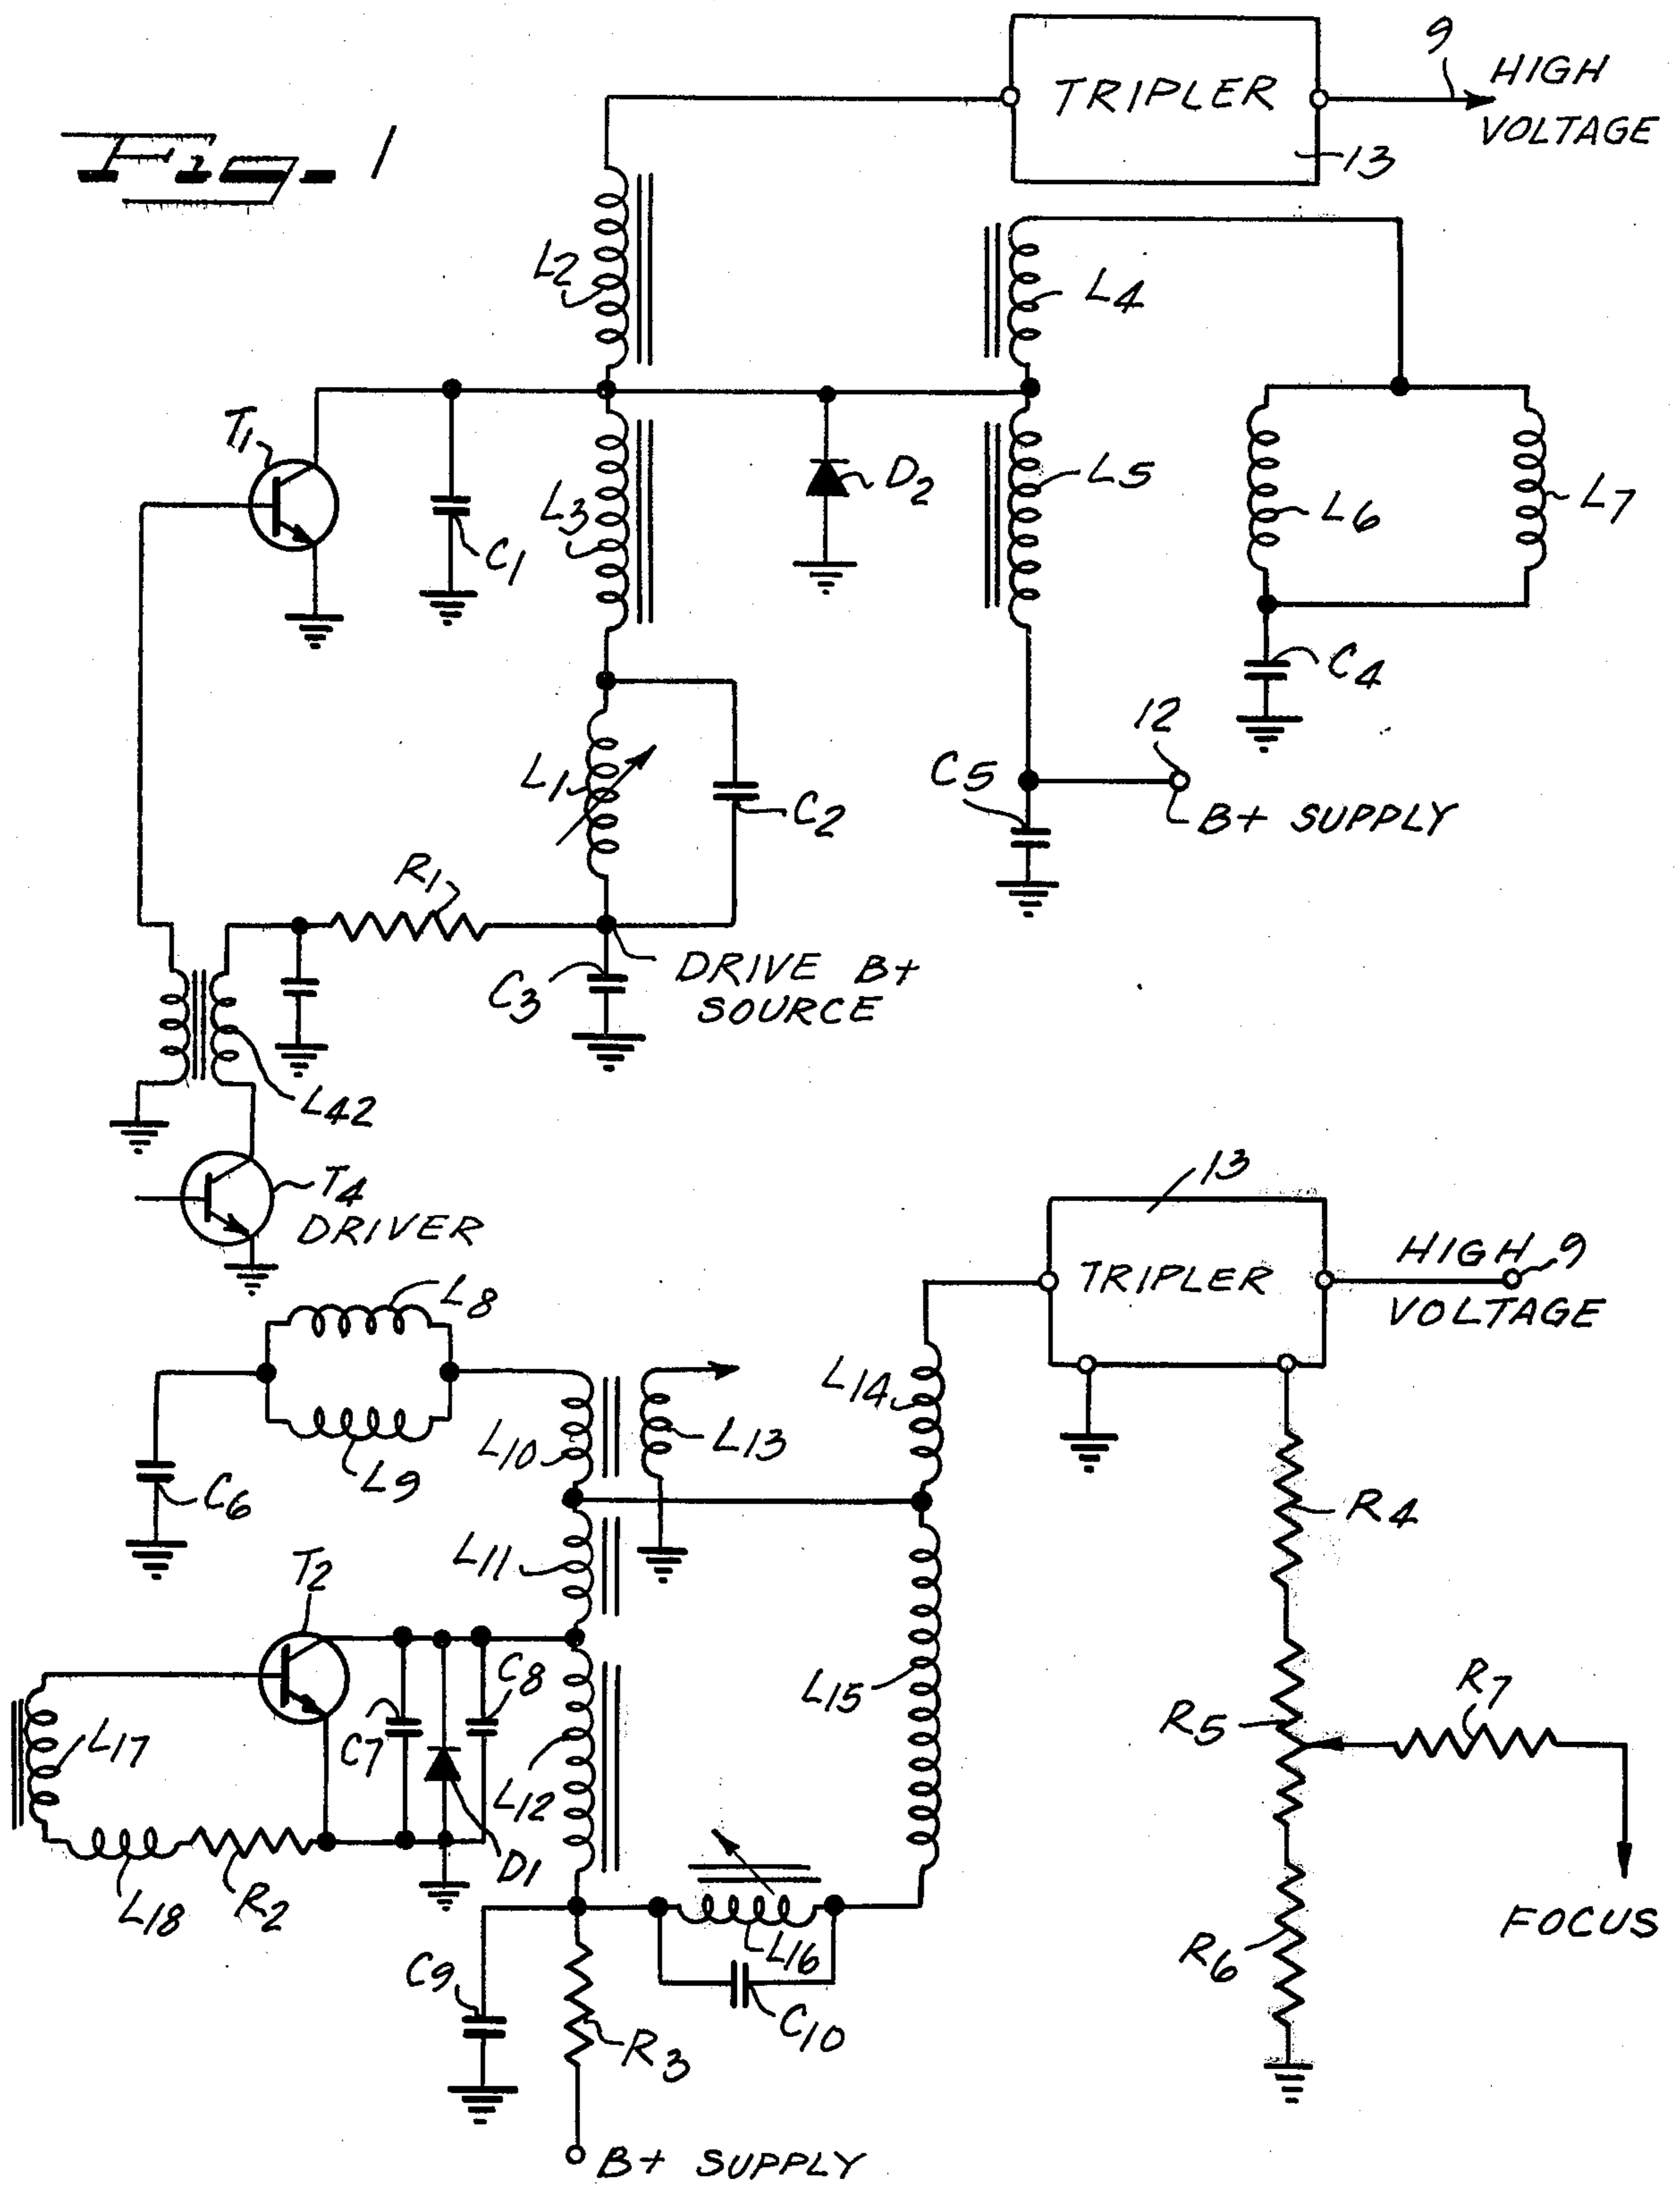 Fig-1
TRIPLER
13
9
HIGH
VOLTAGE
L2
L4
T1
C1
L3
D2
L5
L6
L7
C4
L1
C2
C5
12
B+ SUPPLY
R1
C3
DRIVE B+
SOURCE
L42
T4
DRIVER
13
TRIPLER
HIGH 9
VOLTAGE
L8
L9
C6
L10
L13
L14
L11
T2
C7
C8
L12
L15
R4
R5
R7
L17
L18
R2
D1
L16
C10
C9
R3
R6
FOCUS
B+ SUPPLY